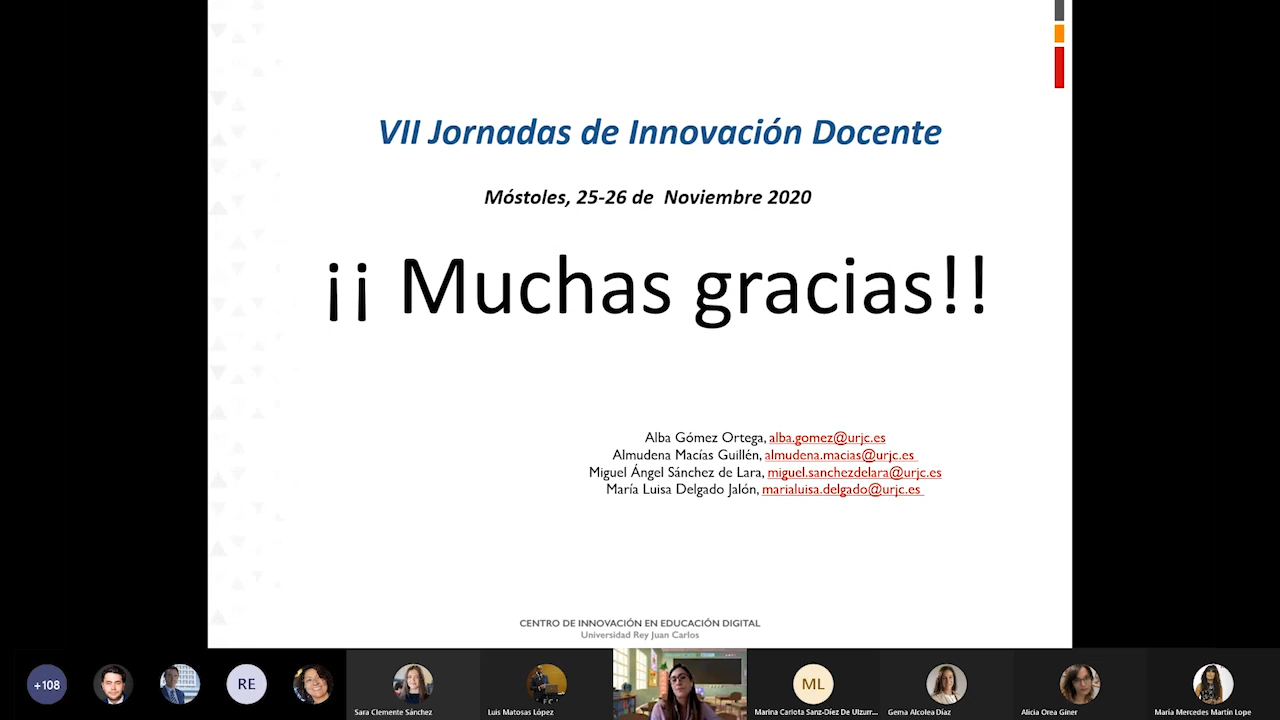 VII Jornadas de Innovación Docente
Móstoles, 25-26 de Noviembre 2020
¡¡ Muchas gracias!!
Alba Gómez Ortega, alba.gomez@urjc.es
Almudena Macías Guillén, almudena.macias@urjc.es
Miguel Ángel Sánchez de Lara, miguel.sanchezdelara@urjc.es
María Luisa Delgado Jalón, marialuisa.delgado@urjc.es
CENTRO DE INNOVACIÓN EN EDUCACIÓN DIGITAL
Universidad Rey Juan Carlos
+108
RE
ML
Sara Clemente Sánchez
Luis Matosas López
Marina Carlota Sanz-Díez De Ulzurr...
Gema Alcolea Díaz
Alicia Orea Giner
María Mercedes Martín Lope